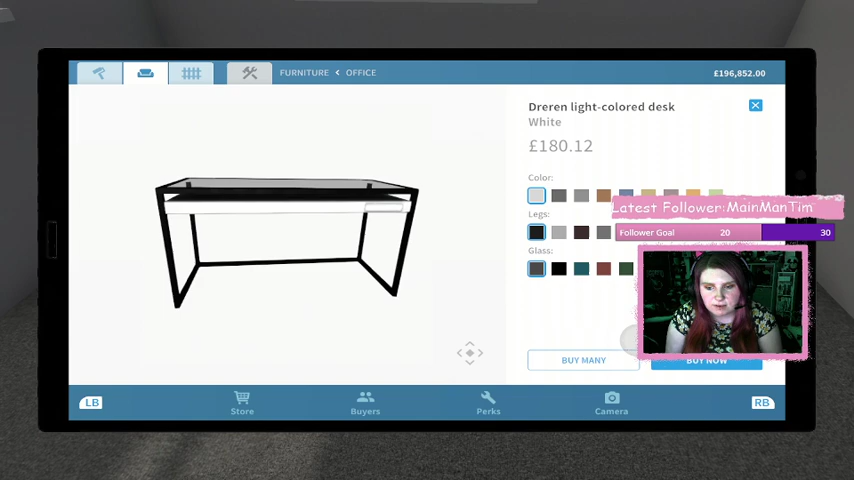 FURNITURE < OFFICE
£196,852.00
Dreren light-colored desk
White
£180.12
Color:
Latest Follower:MainManTim
Legs:
Follower Goal 20 30
Glass:
BUY MANY
BUY NOW
LB
Store
Buyers
Perks
Camera
RB